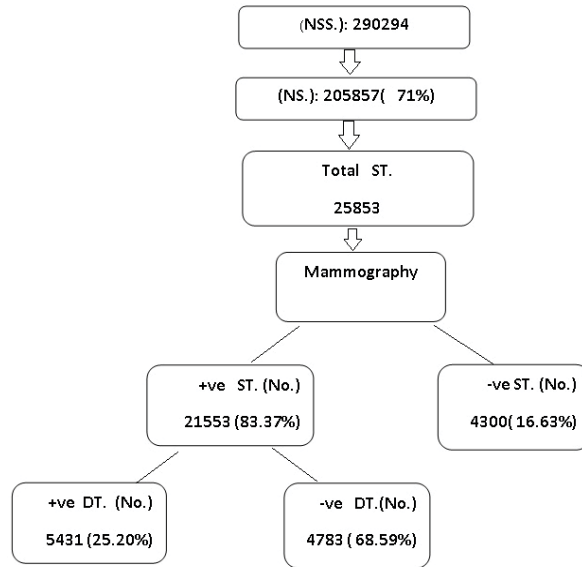 (NSS.): 290294
(NS.): 205857( 71%)
Total ST.
25853
Mammography
+ve ST. (No.)
21553 (83.37%)
-ve ST. (No.)
4300( 16.63%)
+ve DT. (No.)
5431 (25.20%)
-ve DT.(No.)
4783 ( 68.59%)